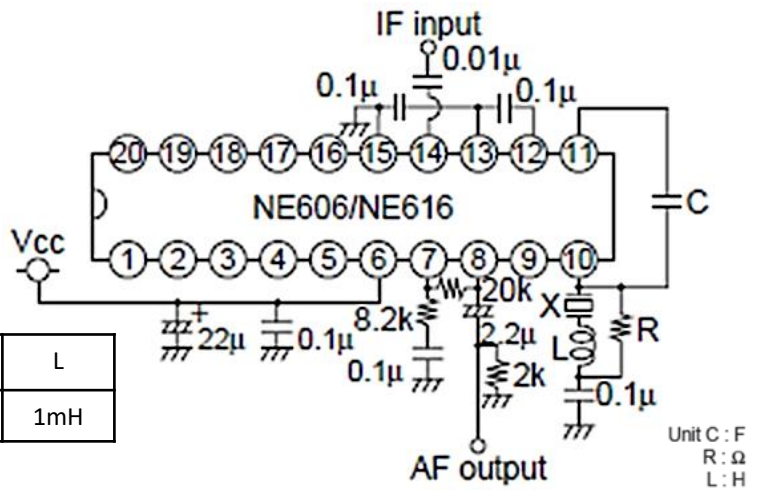 IF input
0.01μ
0.1μ
0.1μ
20 19 18 17 16 15 14 13 12 11
NE606/NE616
C
Vcc
1 2 3 4 5 6 7 8 9 10
20k
X
+
22μ
0.1μ
8.2k
2.2μ
L
R
0.1μ
2k
0.1μ
L
1mH
AF output
Unit C : F
R : Ω
L : H